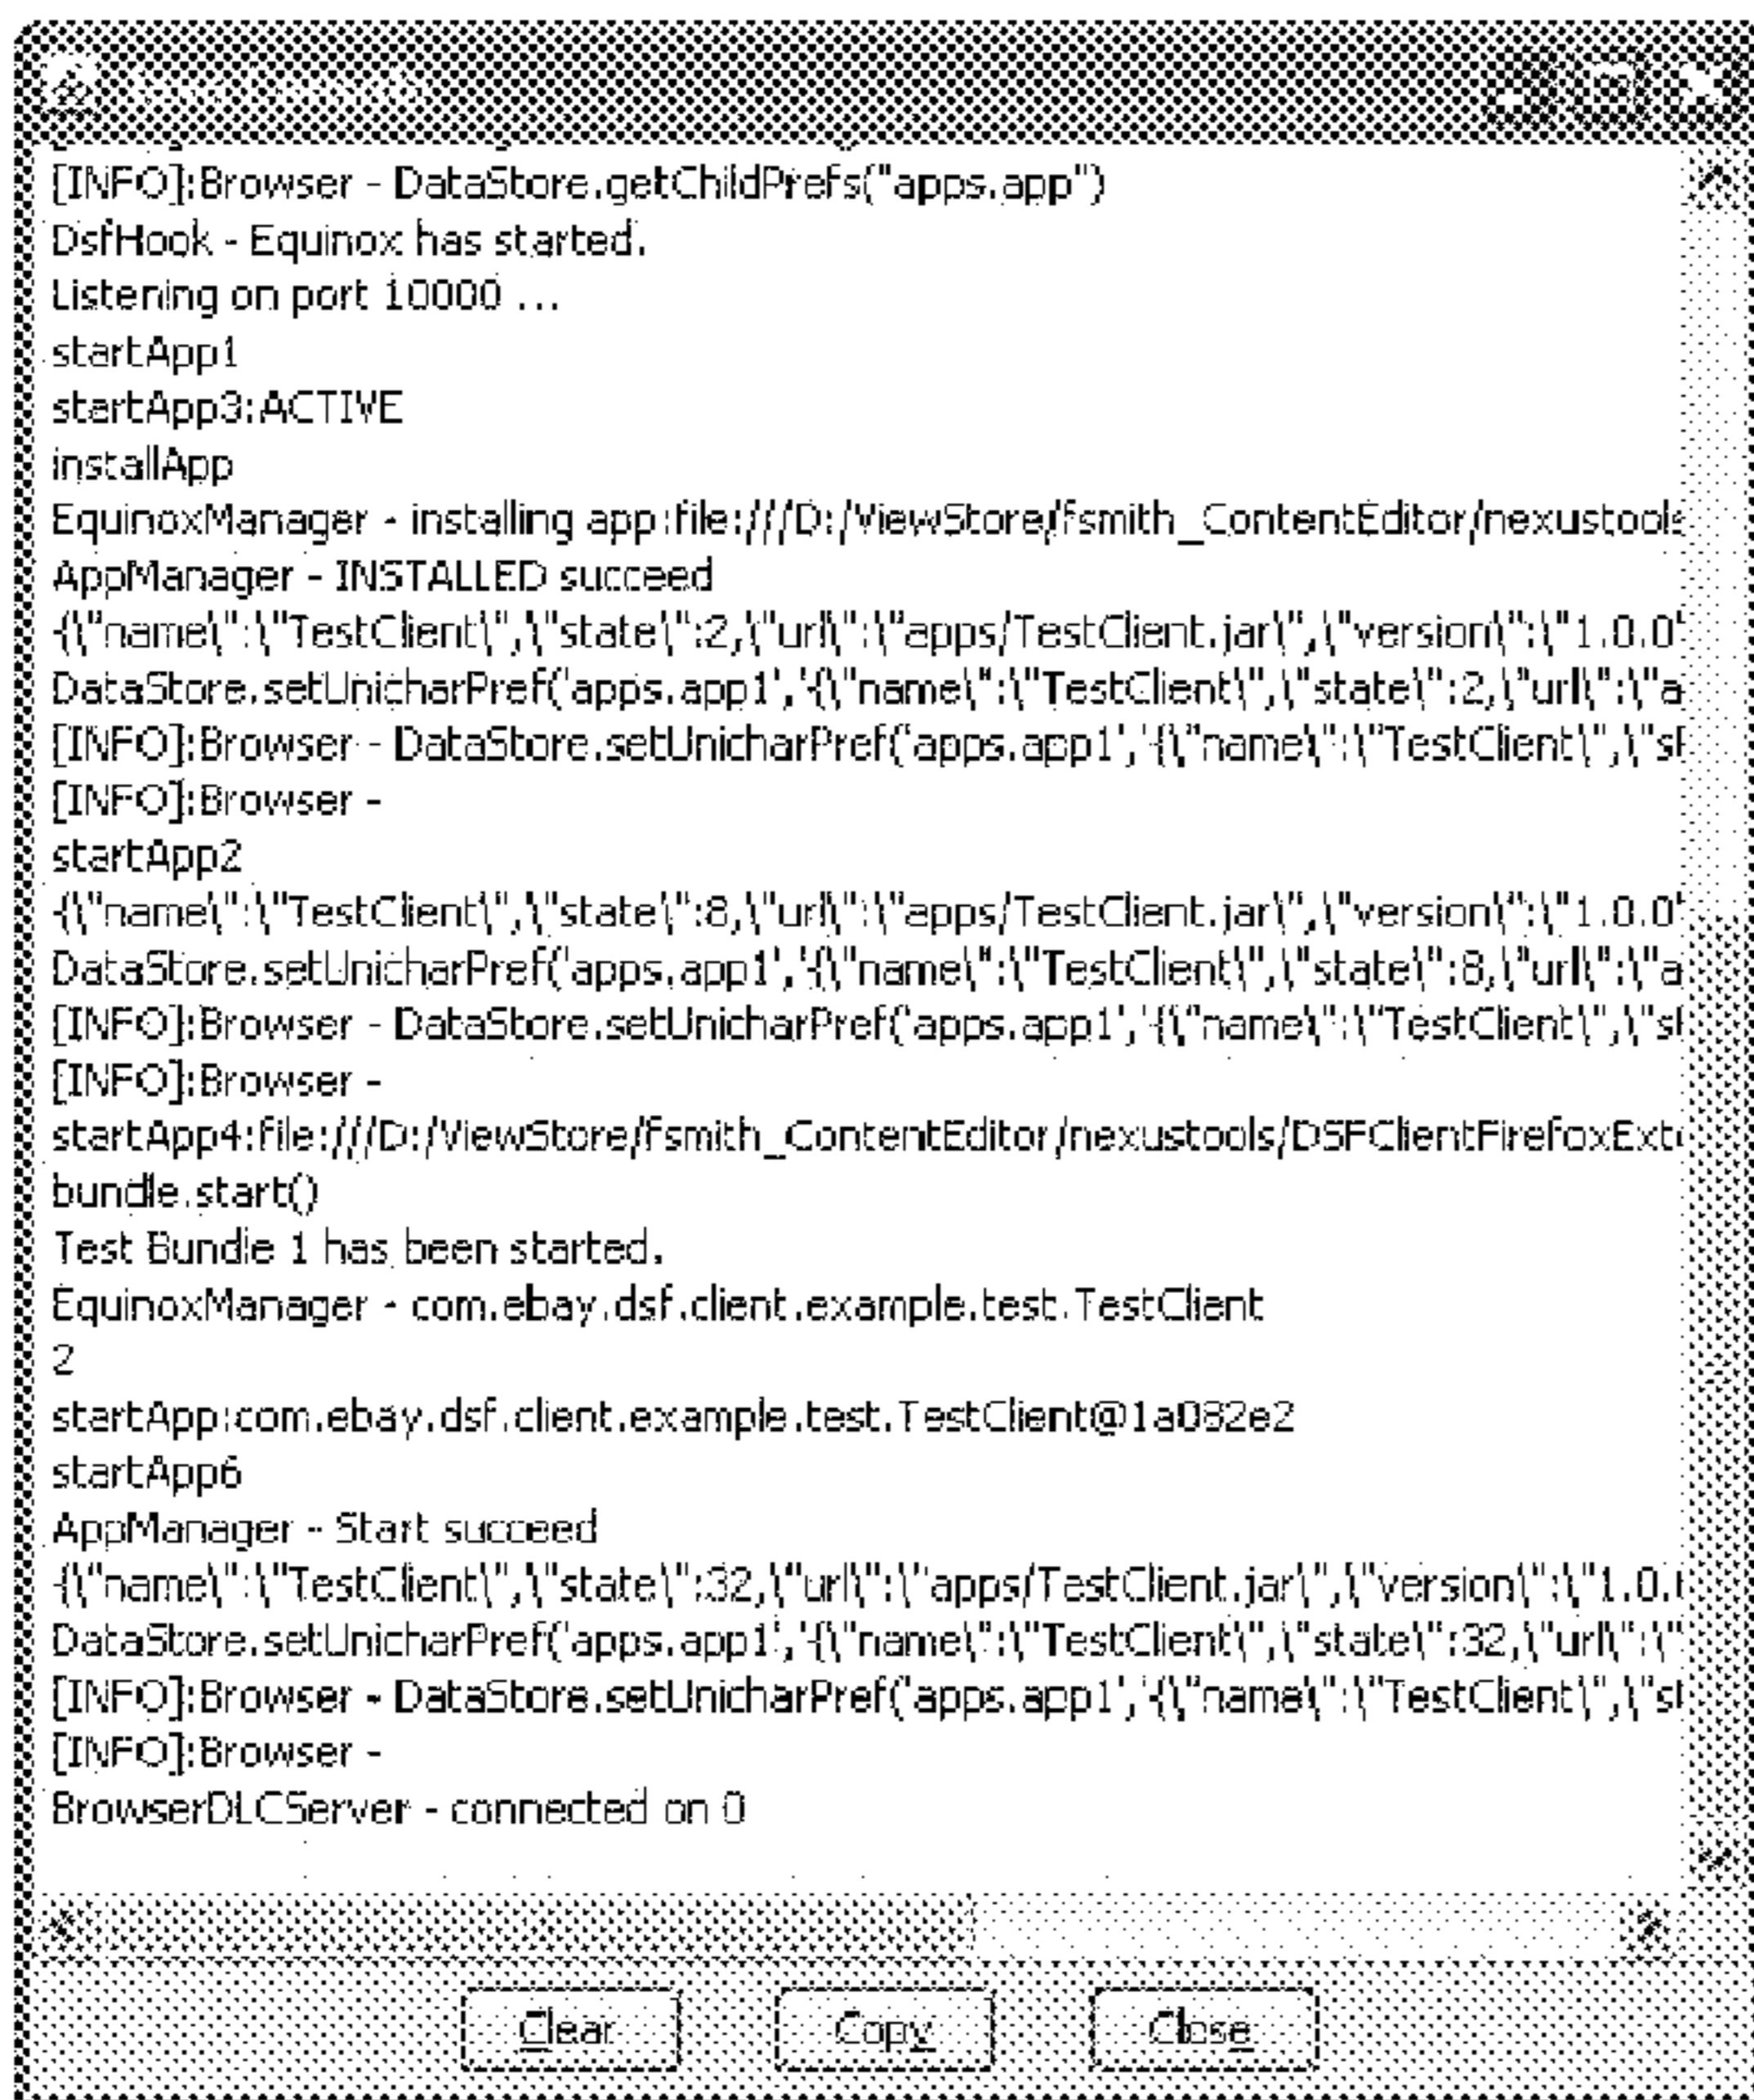 [INFO]:Browser - DataStore.getChildPrefs("apps.app")
DsfHook - Equinox has started.
Listening on port 10000 ...
startApp1
startApp3:ACTIVE
installApp
EquinoxManager - installing app:file:///D:/ViewStore/fsmith_ContentEditor/nexustools
AppManager - INSTALLED succeed
{\"name\":\"TestClient\",\"state\":2,\"url\":\"apps/TestClient.jar\",\"version\":\"1.0.0"
DataStore.setUnicharPref('apps.app1','{\"name\":\"TestClient\",\"state\":2,\"url\":\"a
[INFO]:Browser - DataStore.setUnicharPref('apps.app1','{\"name\":\"TestClient\",\"st
[INFO]:Browser -
startApp2
{\"name\":\"TestClient\",\"state\":8,\"url\":\"apps/TestClient.jar\",\"version\":\"1.0.0"
DataStore.setUnicharPref('apps.app1','{\"name\":\"TestClient\",\"state\":8,\"url\":\"a
[INFO]:Browser - DataStore.setUnicharPref('apps.app1','{\"name\":\"TestClient\",\"st
[INFO]:Browser -
startApp4:file:///D:/ViewStore/fsmith_ContentEditor/nexustools/DSFClientFirefoxExt
bundle.start()
Test Bundle 1 has been started.
EquinoxManager - com.ebay.dsf.client.example.test.TestClient
2
startApp:com.ebay.dsf.client.example.test.TestClient@1a082e2
startApp6
AppManager - Start succeed
{\"name\":\"TestClient\",\"state\":32,\"url\":\"apps/TestClient.jar\",\"version\":\"1.0.
DataStore.setUnicharPref('apps.app1','{\"name\":\"TestClient\",\"state\":32,\"url\":\"
[INFO]:Browser - DataStore.setUnicharPref('apps.app1','{\"name\":\"TestClient\",\"st
[INFO]:Browser -
BrowserDLCServer - connected on 0
Clear Copy Close